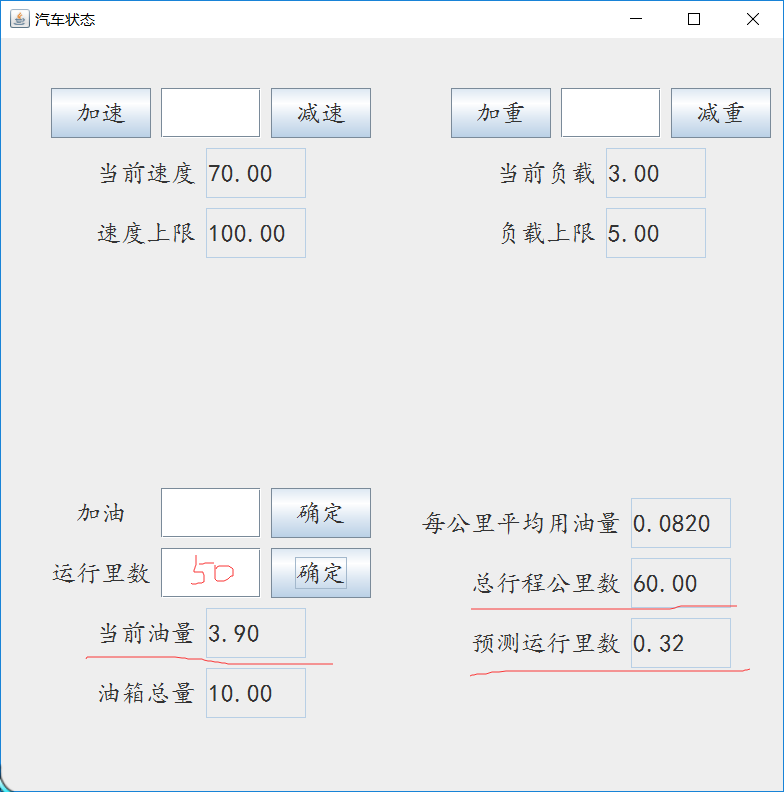 汽车状态
加速 减速 加重 减重
当前速度 70.00 当前负载 3.00
速度上限 100.00 负载上限 5.00
加油 确定 每公里平均用油量 0.0820
运行里数 50 确定 总行程公里数 60.00
当前油量 3.90 预测运行里数 0.32
油箱总量 10.00